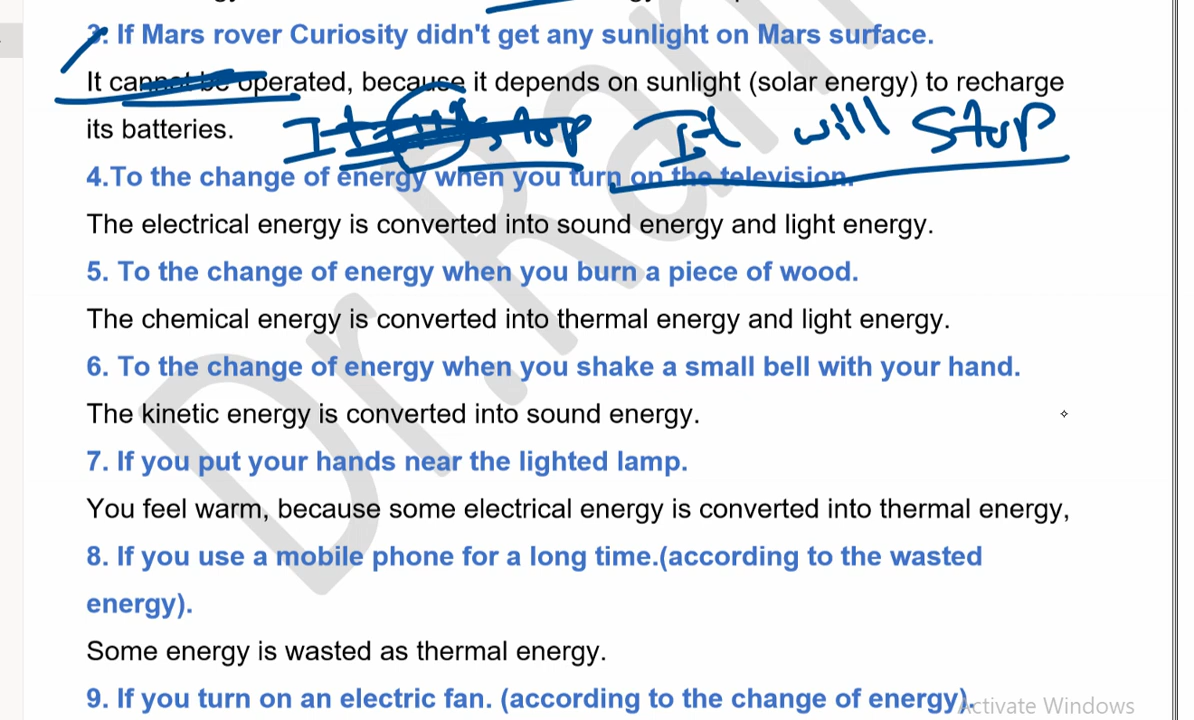 3. If Mars rover Curiosity didn't get any sunlight on Mars surface.
It cannot be operated, because it depends on sunlight (solar energy) to recharge
its batteries.
It will stop It will stop
4.To the change of energy when you turn on the television.
The electrical energy is converted into sound energy and light energy.
5. To the change of energy when you burn a piece of wood.
The chemical energy is converted into thermal energy and light energy.
6. To the change of energy when you shake a small bell with your hand.
The kinetic energy is converted into sound energy.
7. If you put your hands near the lighted lamp.
You feel warm, because some electrical energy is converted into thermal energy,
8. If you use a mobile phone for a long time.(according to the wasted
energy).
Some energy is wasted as thermal energy.
9. If you turn on an electric fan. (according to the change of energy).
Activate Windows
Dr. Ram